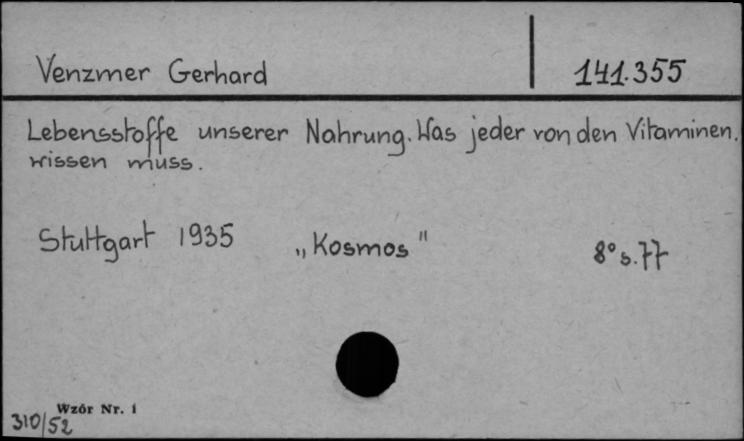 Venzmer Gerhard
141.355
Lebensstoffe unserer Nahrung. Was jeder von den Vitaminen.
wissen muss.
Stuttgart 1935 „Kosmos" 8° s.77
Wzór Nr. 1
310/52